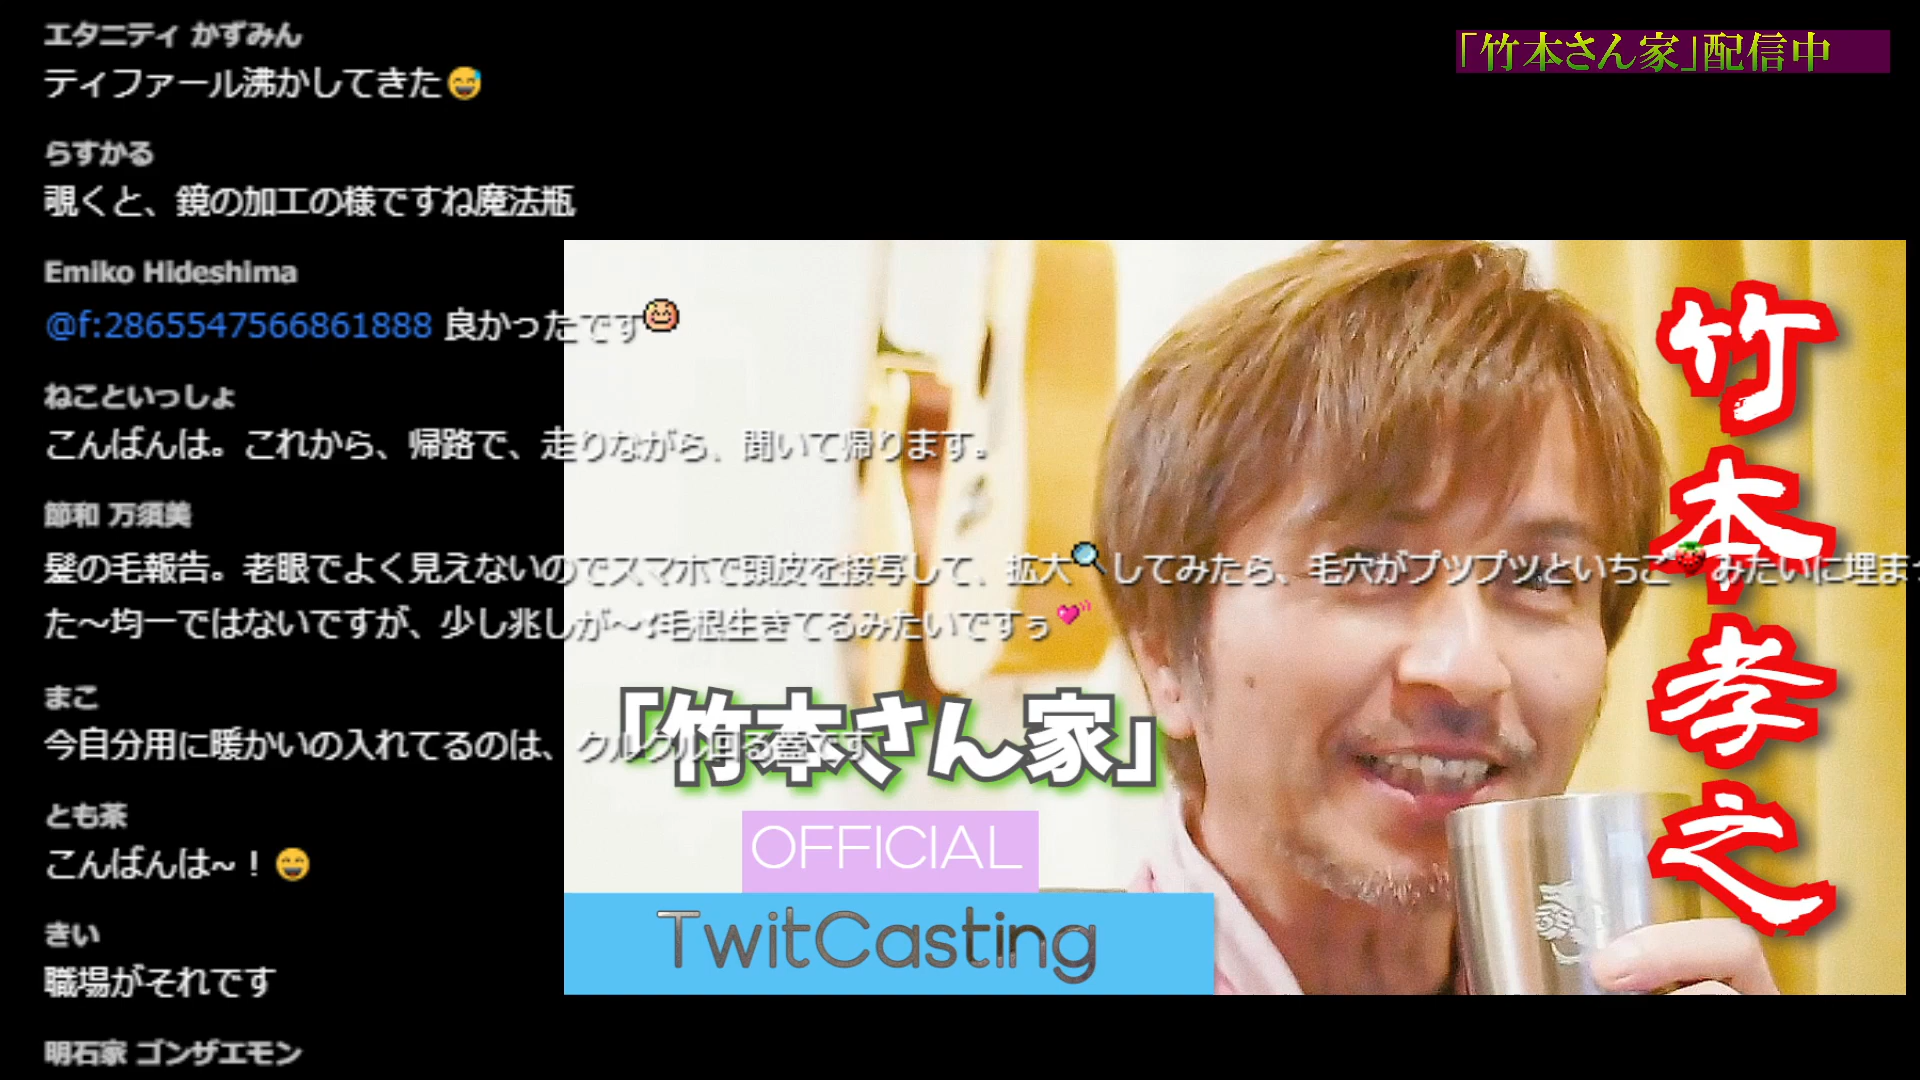 エタニティ かずみん
ティファール沸かしてきた😅
らすかる
覗くと、鏡の加工の様ですね魔法瓶
Emiko Hideshima
@f:2865547566861888 良かったです
ねこといっしょ
こんばんは。これから、帰路で、走りながら、聞いて帰ります。
節和 万須美
髪の毛報告。老眼でよく見えないのでスマホで頭皮を接写して、拡大🔍してみたら、毛穴がプツプツといちご🍓みたいに埋まっ
た〜均一ではないですが、少し兆しが〜❣毛根生きてるみたいですぅ💓
まこ
今自分用に暖かいの入れてるのは、クルクル回る蓋です
とも茶
こんばんは~！😄
きい
職場がそれです
明石家 ゴンザエモン
「竹本さん家」配信中
竹本孝之
「竹本さん家」
OFFICIAL
TwitCasting